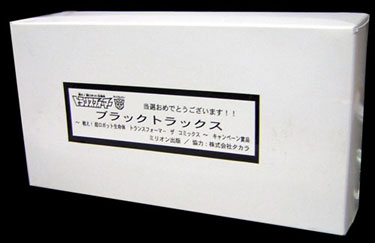 当選おめでとうございます！！
ブラックトラックス
～ 戦え！超ロボット生命体 トランスフォーマー ザ コミックス ～ キャンペーン賞品
ミリオン出版 ／ 協力：株式会社タカラ